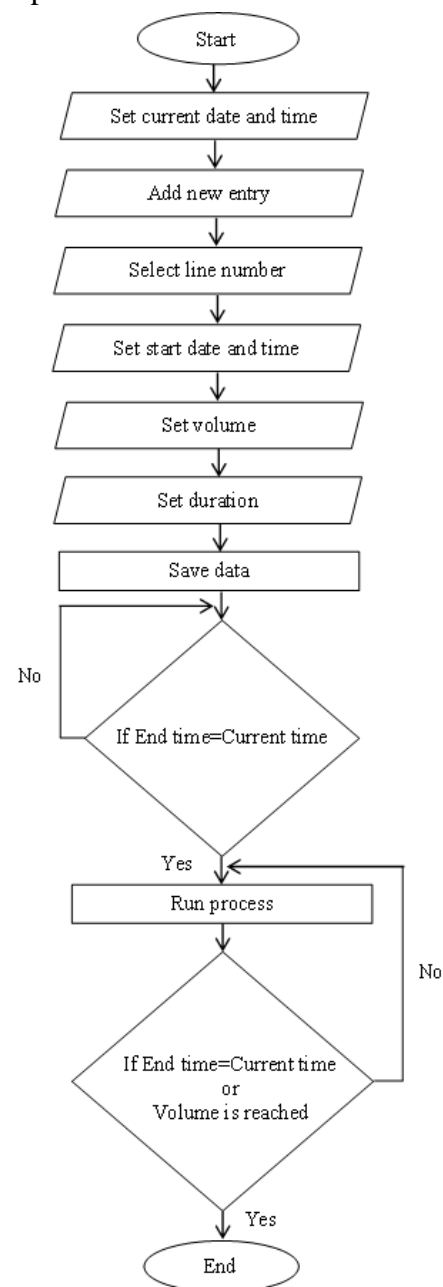 Start
Set current date and time
Add new entry
Select line number
Set start date and time
Set volume
Set duration
Save data
No
If End time=Current time
Yes
Run process
No
If End time=Current time
or
Volume is reached
Yes
End